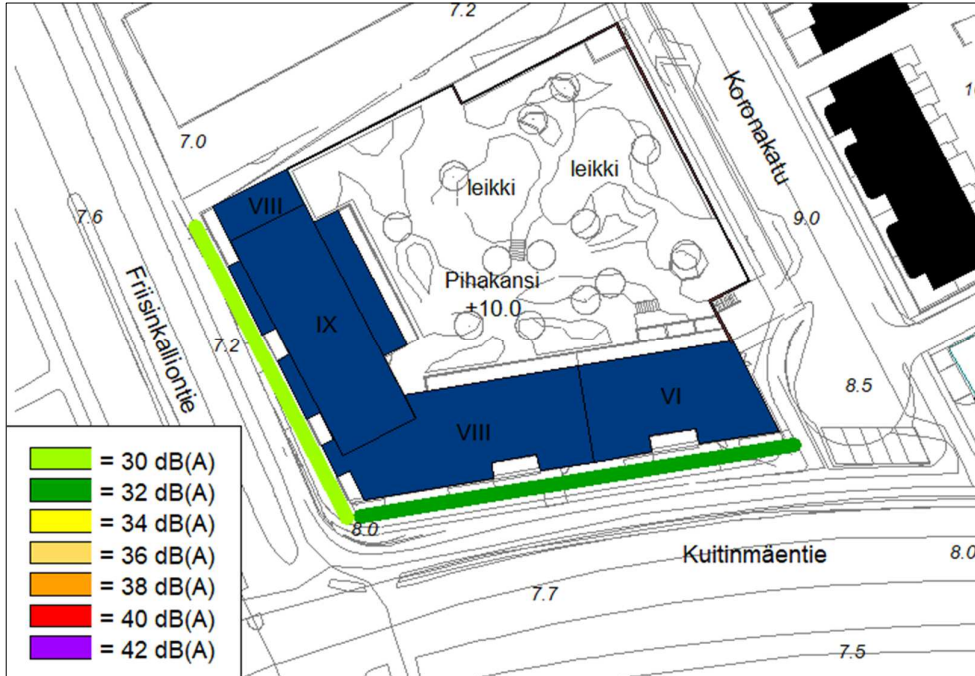 7.2
7.0
7.6
7.2
Friisinkalliontie
VIII
IX
VIII
VI
leikki
leikki
Pihakansi
+10.0
Koronakatu
9.0
8.5
8.0
Kuitinmäentie
7.7
7.5
8.0
= 30 dB(A)
= 32 dB(A)
= 34 dB(A)
= 36 dB(A)
= 38 dB(A)
= 40 dB(A)
= 42 dB(A)